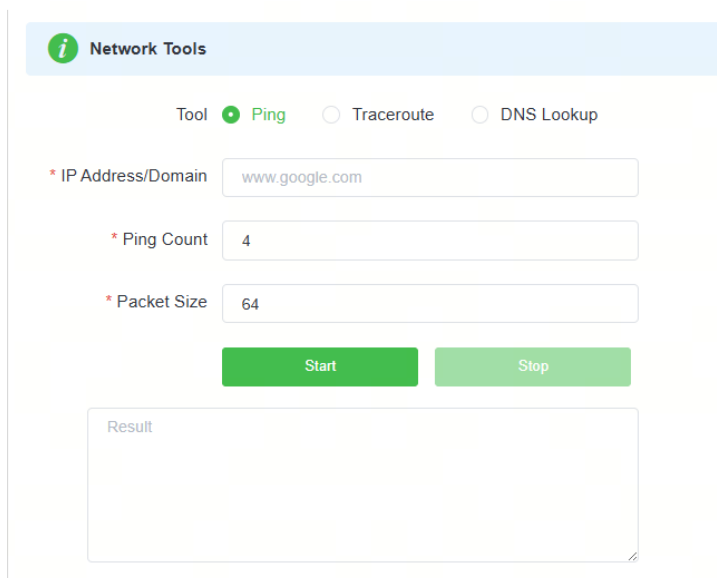 i Network Tools
Tool Ping Traceroute DNS Lookup
* IP Address/Domain www.google.com
* Ping Count 4
* Packet Size 64
Start Stop
Result